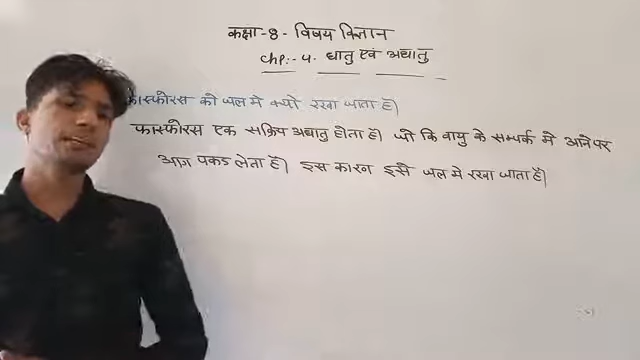 कक्षा-8- विषय विज्ञान
Chp:- 4. धातु एवं अधातु
फास्फोरस को जल मे क्यो रखा जाता है।
फास्फोरस एक सक्रिय अधातु होता है। जो कि वायु के सम्पर्क मे आने पर
आग पकड लेता है। इस कारण इसे जल मे रखा जाता है।